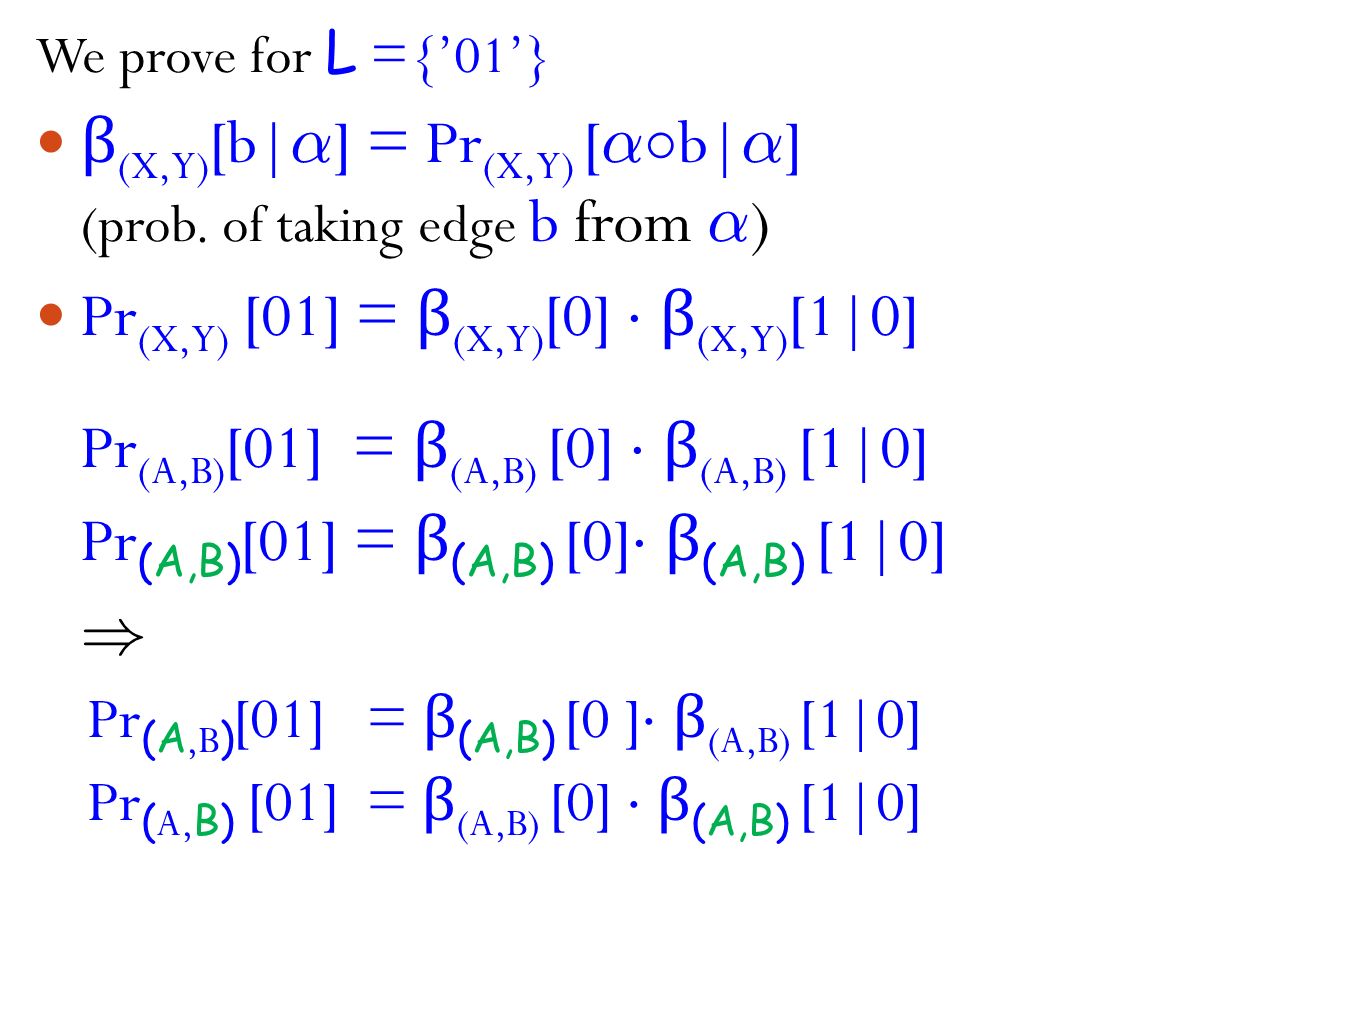 We prove for L = {’01’}
• β(X,Y)[b | α] = Pr(X,Y) [α○b | α]
(prob. of taking edge b from α)
• Pr(X,Y) [01] = β(X,Y)[0] · β(X,Y)[1 | 0]
Pr(A,B)[01] = β(A,B) [0] · β(A,B) [1 | 0]
Pr(A,B)[01] = β(A,B) [0]· β(A,B) [1 | 0]
⇒
Pr(A,B)[01] = β(A,B) [0 ]· β(A,B) [1 | 0]
Pr(A,B) [01] = β(A,B) [0] · β(A,B) [1 | 0]